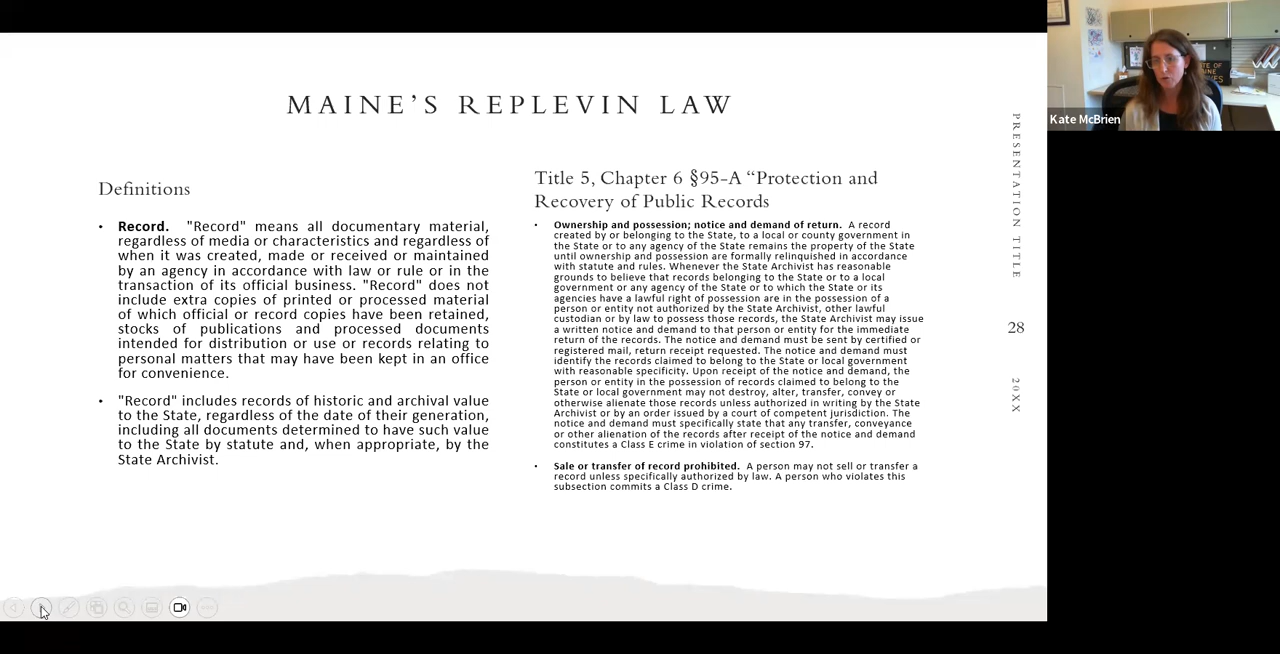 MAINE'S REPLEVIN LAW
Definitions
• Record. "Record" means all documentary material,
regardless of media or characteristics and regardless of
when it was created, made or received or maintained
by an agency in accordance with law or rule or in the
transaction of its official business. "Record" does not
include extra copies of printed or processed material
of which official or record copies have been retained,
stocks of publications and processed documents
intended for distribution or use or records relating to
personal matters that may have been kept in an office
for convenience.
• "Record" includes records of historic and archival value
to the State, regardless of the date of their generation,
including all documents determined to have such value
to the State by statute and, when appropriate, by the
State Archivist.
Title 5, Chapter 6 §95-A “Protection and
Recovery of Public Records
• Ownership and possession; notice and demand of return. A record
created by or belonging to the State, to a local or county government in
the State or to any agency of the State remains the property of the State
until ownership and possession are formally relinquished in accordance
with statute and rules. Whenever the State Archivist has reasonable
grounds to believe that records belonging to the State or to a local
government or any agency of the State or to which the State or its
agencies have a lawful right of possession are in the possession of a
person or entity not authorized by the State Archivist, other lawful
custodian or by law to possess those records, the State Archivist may issue
a written notice and demand to that person or entity for the immediate
return of the records. The notice and demand must be sent by certified or
registered mail, return receipt requested. The notice and demand must
identify the records claimed to belong to the State or local government
with reasonable specificity. Upon receipt of the notice and demand, the
person or entity in the possession of records claimed to belong to the
State or local government may not destroy, alter, transfer, convey or
otherwise alienate those records unless authorized in writing by the State
Archivist or by an order issued by a court of competent jurisdiction. The
notice and demand must specifically state that any transfer, conveyance
or other alienation of the records after receipt of the notice and demand
constitutes a Class E crime in violation of section 97.
• Sale or transfer of record prohibited. A person may not sell or transfer a
record unless specifically authorized by law. A person who violates this
subsection commits a Class D crime.
PRESENTATION TITLE
28
20XX
Kate McBrien